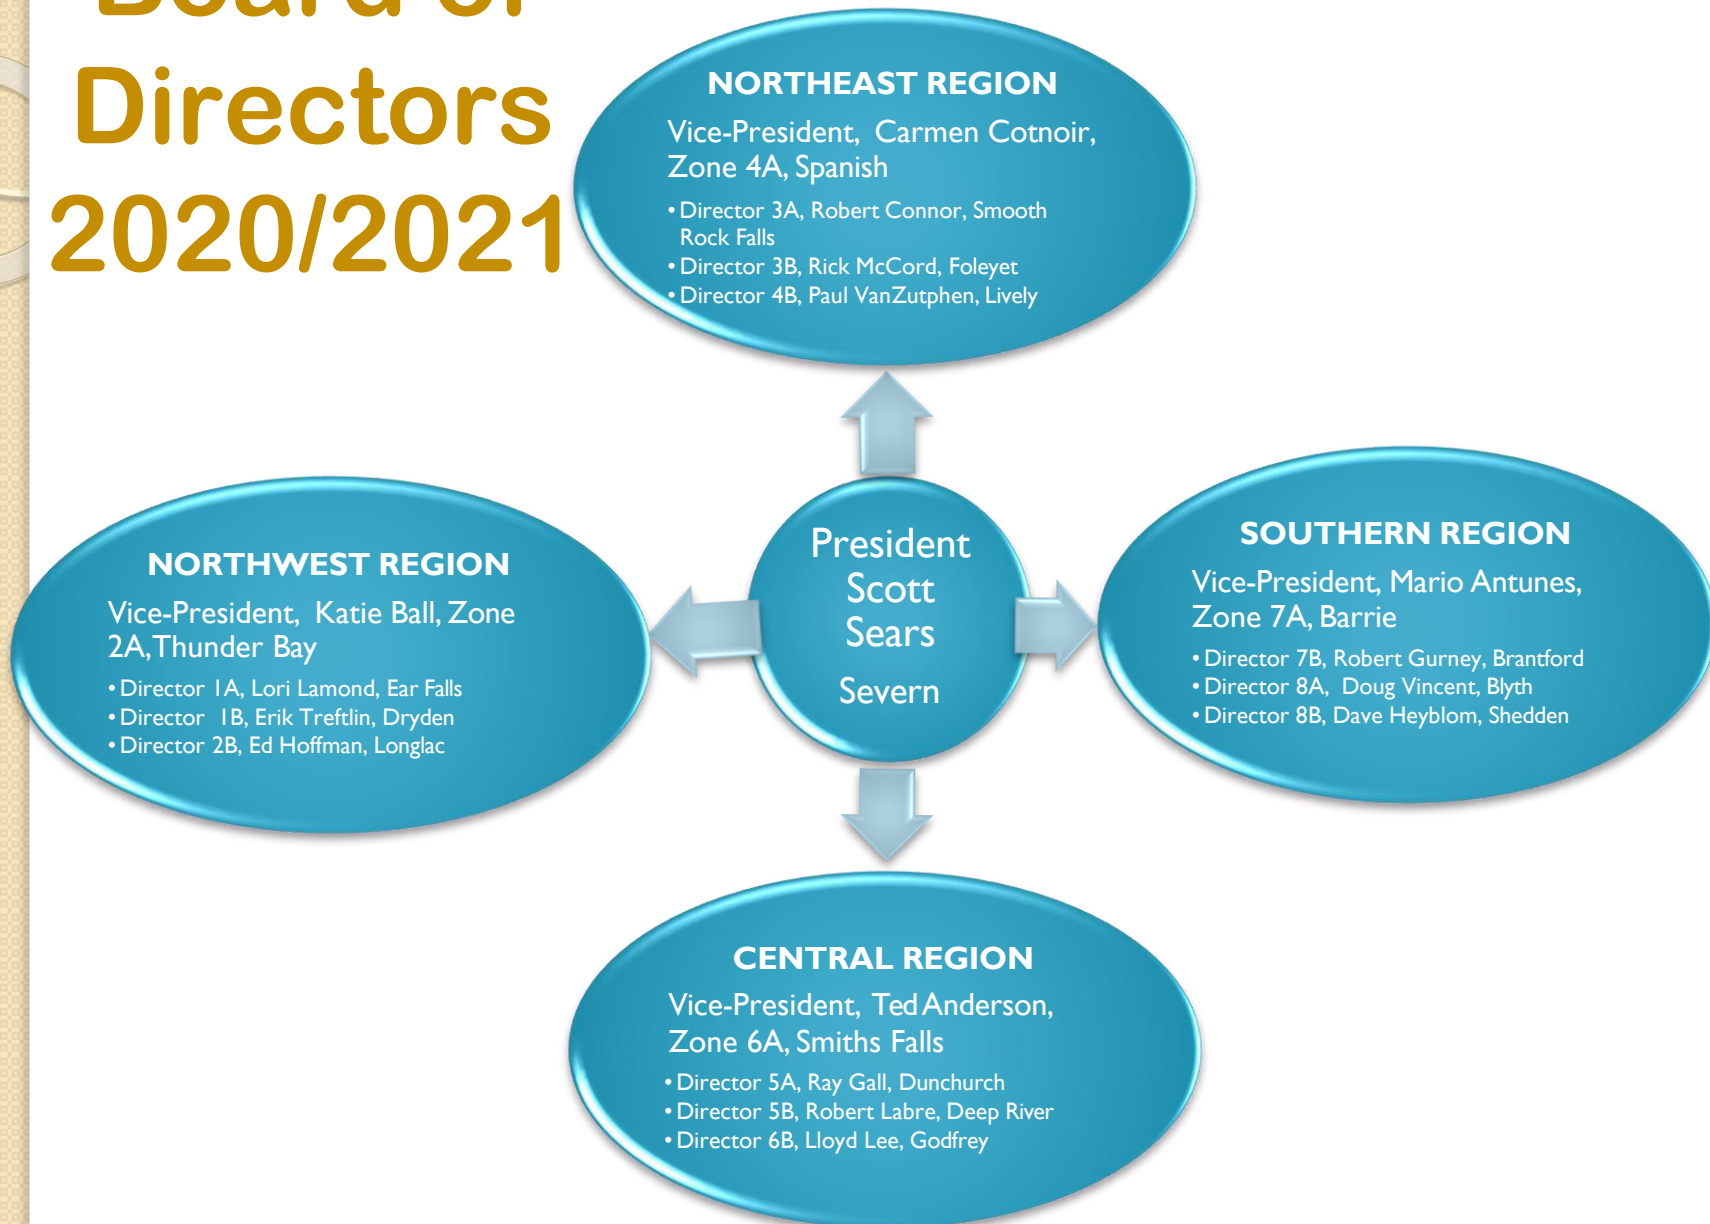 Board of
Directors
2020/2021
NORTHEAST REGION
Vice-President, Carmen Cotnoir,
Zone 4A, Spanish
• Director 3A, Robert Connor, Smooth
Rock Falls
• Director 3B, Rick McCord, Foleyet
• Director 4B, Paul VanZutphen, Lively
NORTHWEST REGION
Vice-President, Katie Ball, Zone
2A, Thunder Bay
• Director 1A, Lori Lamond, Ear Falls
• Director 1B, Erik Treftlin, Dryden
• Director 2B, Ed Hoffman, Longlac
President
Scott
Sears
Severn
SOUTHERN REGION
Vice-President, Mario Antunes,
Zone 7A, Barrie
• Director 7B, Robert Gurney, Brantford
• Director 8A, Doug Vincent, Blyth
• Director 8B, Dave Heyblom, Shedden
CENTRAL REGION
Vice-President, Ted Anderson,
Zone 6A, Smiths Falls
• Director 5A, Ray Gall, Dunchurch
• Director 5B, Robert Labre, Deep River
• Director 6B, Lloyd Lee, Godfrey